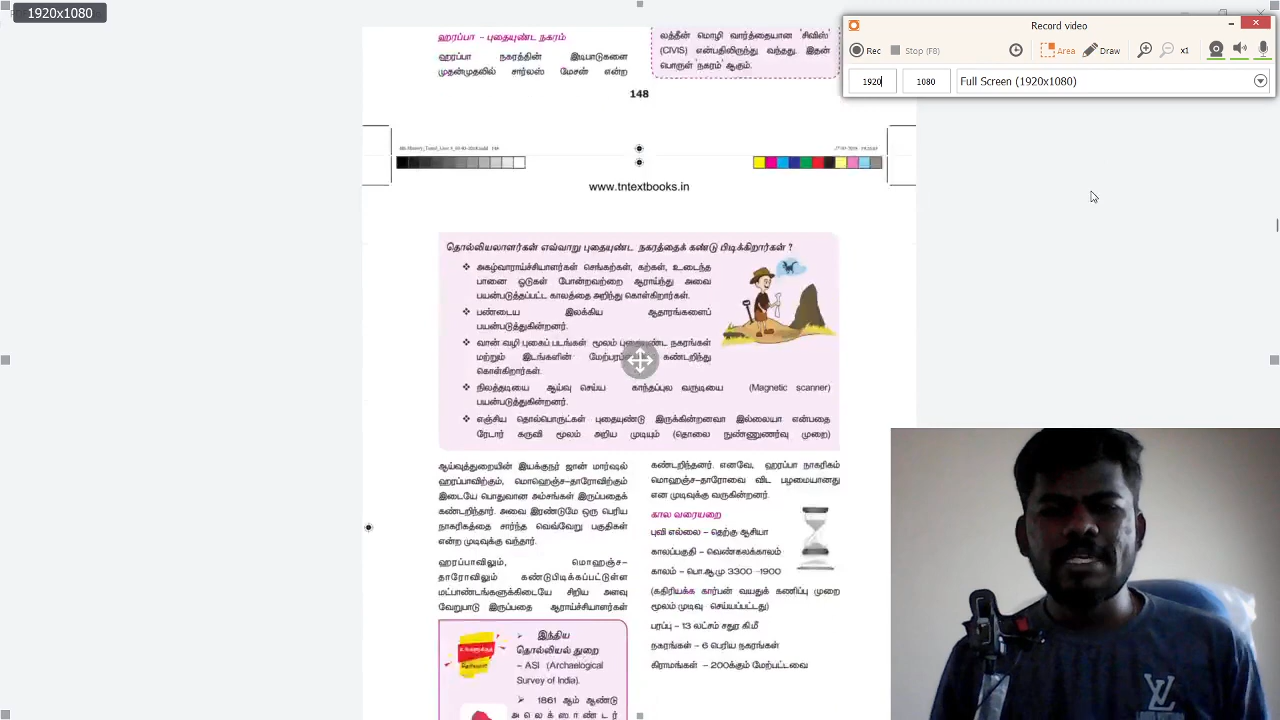 1920x1080
Record video
Rec
Stop (F8)
Area
Draw
x1
1920
1080
Full Screen (1920x1080)
ஹரப்பா – புதையுண்ட நகரம்
ஹரப்பா நகரத்தின் இடிபாடுகளை
முதன்முதலில் சார்லஸ் மேசன் என்ற
லத்தீன் மொழி வார்த்தையான 'சிவிஸ்'
(CIVIS) என்பதிலிருந்து வந்தது. இதன்
பொருள் 'நகரம்' ஆகும்.
148
www.tntextbooks.in
தொல்லியலாளர்கள் எவ்வாறு புதையுண்ட நகரத்தைக் கண்டு பிடிக்கிறார்கள் ?
❖ அகழ்வாராய்ச்சியாளர்கள் செங்கற்கள், கற்கள், உடைந்த
பானை ஓடுகள் போன்றவற்றை ஆராய்ந்து அவை
பயன்படுத்தப்பட்ட காலத்தை அறிந்து கொள்கிறார்கள்.
❖ பண்டைய இலக்கிய ஆதாரங்களைப்
பயன்படுத்துகின்றனர்.
❖ வான் வழி புகைப் படங்கள் மூலம் புதையுண்ட நகரங்கள்
மற்றும் இடங்களின் கண்டறிந்து
கொள்கிறார்கள்.
❖ நிலத்தடியை ஆய்வு செய்ய காந்தப்புல வருடியை (Magnetic scanner)
பயன்படுத்துகின்றனர்.
❖ எஞ்சிய தொல்பொருட்கள் புதையுண்டு இருக்கின்றனவா இல்லையா என்பதை
ரேடார் கருவி மூலம் அறிய முடியும் (தொலை நுண்ணுணர்வு முறை)
ஆய்வுத்துறையின் இயக்குநர் ஜான் மார்ஷல்
ஹரப்பாவிற்கும், மொஹெஞ்ச–தாரோவிற்கும்
இடையே பொதுவான அம்சங்கள் இருப்பதைக்
கண்டறிந்தார். அவை இரண்டுமே ஒரு பெரிய
நாகரிகத்தை சார்ந்த வெவ்வேறு பகுதிகள்
என்ற முடிவுக்கு வந்தார்.
ஹரப்பாவிலும், மொஹஞ்ச–
தாரோவிலும் கண்டுபிடிக்கப்பட்டுள்ள
மட்பாண்டங்களுக்கிடையே சிறிய அளவு
வேறுபாடு இருப்பதை ஆராய்ச்சியாளர்கள்
இந்திய
தொல்லியல் துறை
– ASI (Archaelogical
Survey of India).
1861 ஆம் ஆண்டு
அலெக்ஸாண்டர்
கண்டறிந்தனர். எனவே, ஹரப்பா நாகரிகம்
மொஹஞ்ச–தாரோவை விட பழமையானது
என முடிவுக்கு வருகின்றனர்.
கால வரையறை
புவி எல்லை – தெற்கு ஆசியா
காலப்பகுதி – வெண்கலக்காலம்
காலம் – பொ.ஆ.மு 3300 –1900
(கதிரியக்க கார்பன் வயதுக் கணிப்பு முறை
மூலம் முடிவு செய்யப்பட்டது)
பரப்பு – 13 லட்சம் சதுர கி.மீ
நகரங்கள் – 6 பெரிய நகரங்கள்
கிராமங்கள் – 200க்கும் மேற்பட்டவை